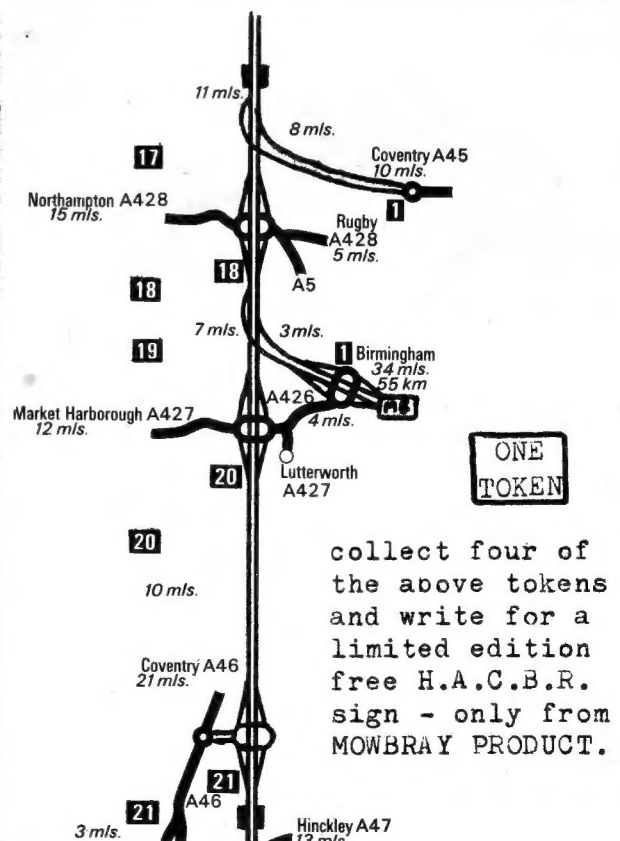 11 mls.
8 mls.
17
Coventry A45
10 mls.
Northampton A428
15 mls.
1
Rugby
A428
5 mls.
18
A5
18
7 mls.
3 mls.
19
1 Birmingham
34 mls.
55 km
A426
Market Harborough A427
12 mls.
4 mls.
20
Lutterworth
A427
ONE
TOKEN
20
collect four of
the above tokens
and write for a
limited edition
free H.A.C.B.R.
sign - only from
MOWBRAY PRODUCT.
10 mls.
Coventry A46
21 mls.
21
21
A46
3 mls.
Hinckley A47
13 mls.